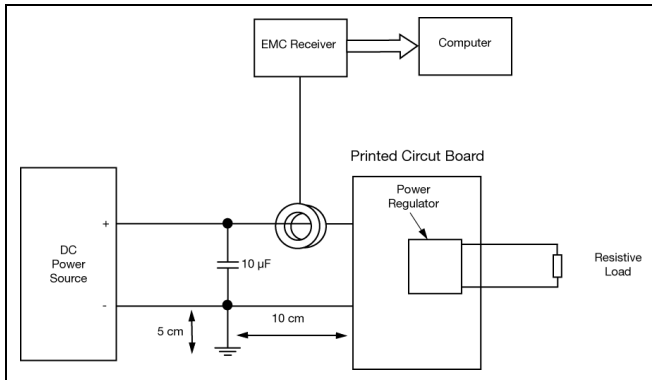 EMC Receiver
Computer
Printed Circut Board
Power
Regulator
+
DC
Power
Source
10 µF
Resistive
Load
-
5 cm
10 cm